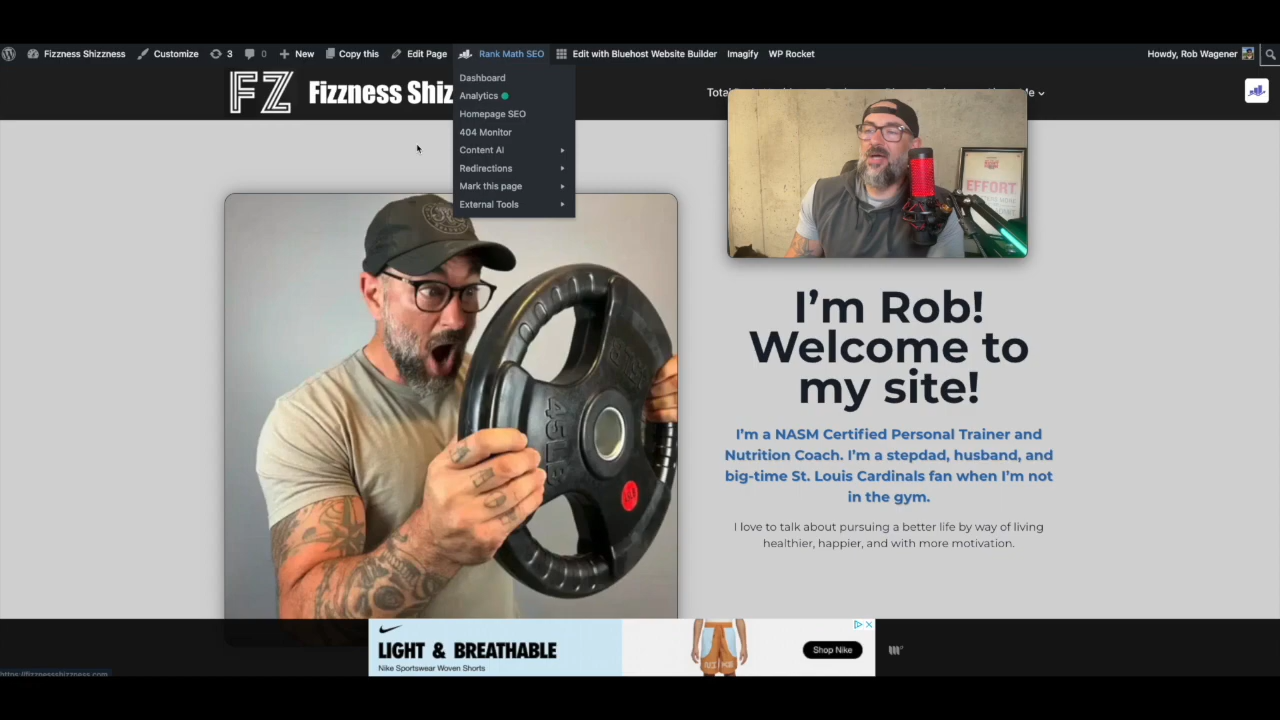 Fizzness Shizzness Customize 3 0 New Copy this Edit Page Rank Math SEO Edit with Bluehost Website Builder Imagify WP Rocket Howdy, Rob Wagener
FZ Fizzness Shiz
Dashboard
Analytics
Homepage SEO
404 Monitor
Content AI
Redirections
Mark this page
External Tools
EFFORT
45LB
I'm Rob!
Welcome to
my site!
I'm a NASM Certified Personal Trainer and
Nutrition Coach. I'm a stepdad, husband, and
big-time St. Louis Cardinals fan when I'm not
in the gym.
I love to talk about pursuing a better life by way of living
healthier, happier, and with more motivation.
LIGHT & BREATHABLE
Nike Sportswear Woven Shorts
Shop Nike
https://fizznessshizzness.com